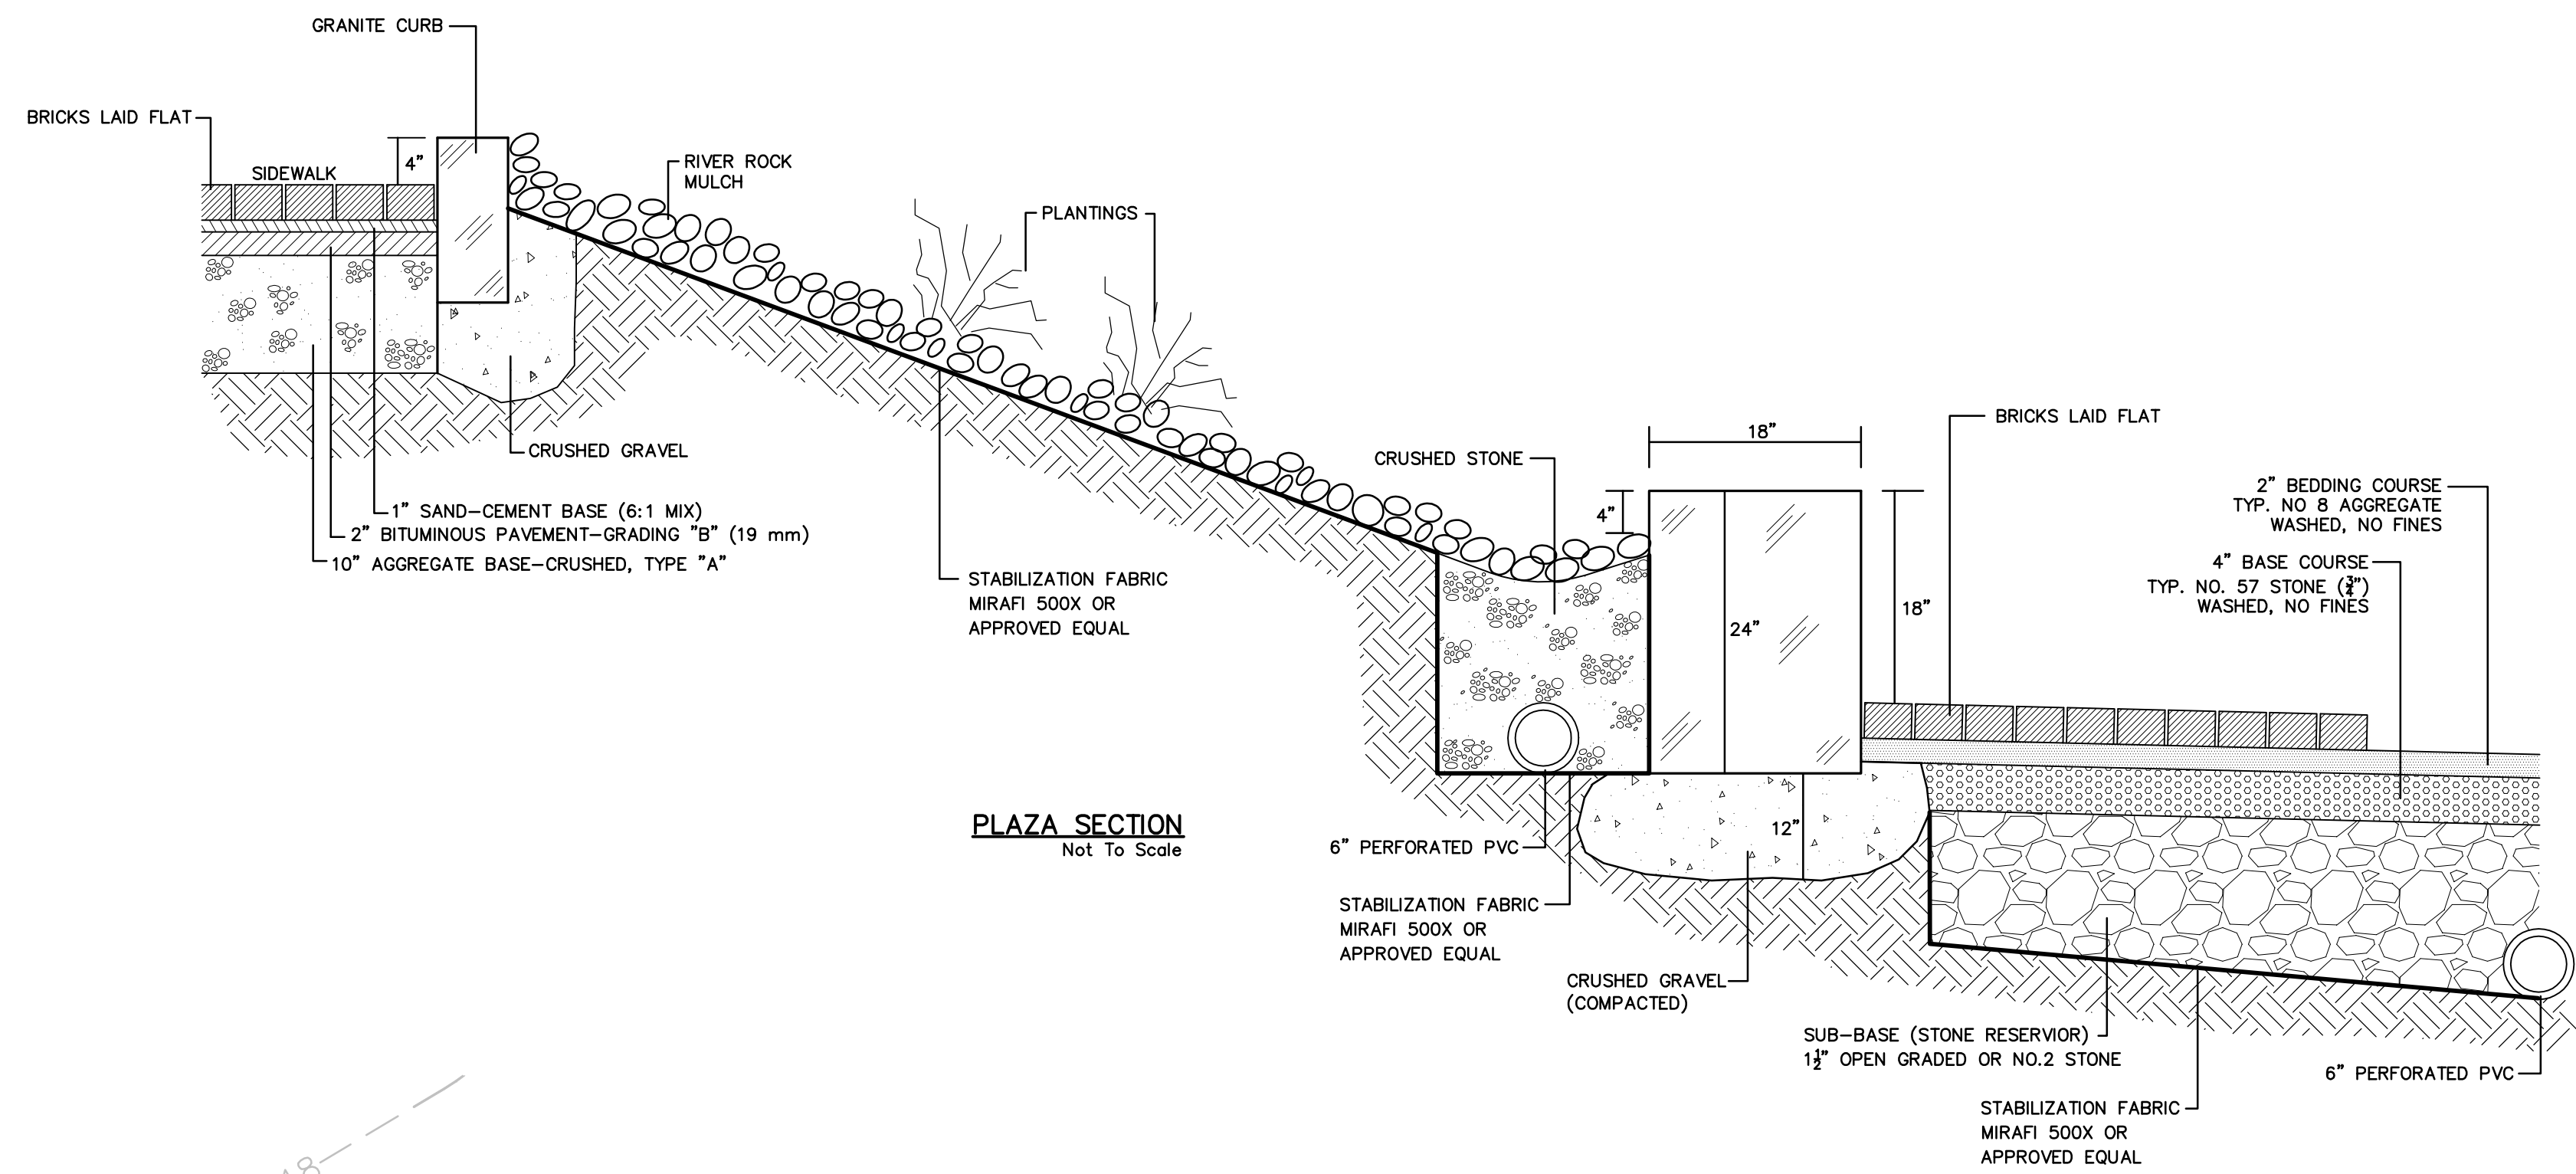 GRANITE CURB
BRICKS LAID FLAT
SIDEWALK
4"
RIVER ROCK
MULCH
PLANTINGS
CRUSHED GRAVEL
1" SAND-CEMENT BASE (6:1 MIX)
2" BITUMINOUS PAVEMENT-GRADING "B" (19 mm)
10" AGGREGATE BASE-CRUSHED, TYPE "A"
STABILIZATION FABRIC
MIRAFI 500X OR
APPROVED EQUAL
CRUSHED STONE
18"
4"
24"
18"
12"
BRICKS LAID FLAT
2" BEDDING COURSE
TYP. NO 8 AGGREGATE
WASHED, NO FINES
4" BASE COURSE
TYP. NO. 57 STONE (3/4")
WASHED, NO FINES
PLAZA SECTION
Not To Scale
6" PERFORATED PVC
STABILIZATION FABRIC
MIRAFI 500X OR
APPROVED EQUAL
CRUSHED GRAVEL
(COMPACTED)
SUB-BASE (STONE RESERVIOR)
1 1/2" OPEN GRADED OR NO.2 STONE
6" PERFORATED PVC
STABILIZATION FABRIC
MIRAFI 500X OR
APPROVED EQUAL